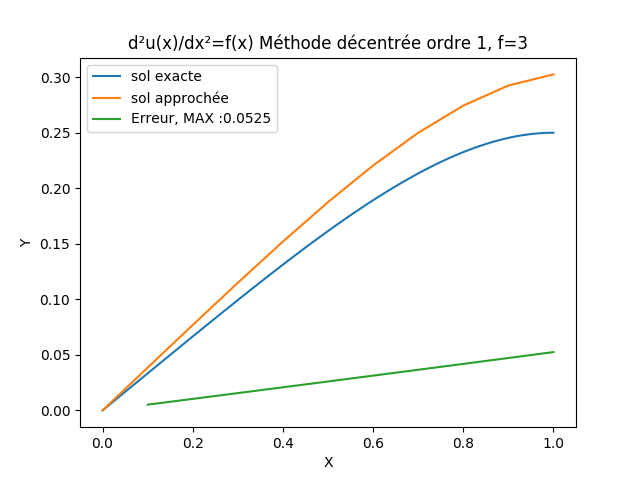 d²u(x)/dx²=f(x) Méthode décentrée ordre 1, f=3
sol exacte
sol approchée
Erreur, MAX :0.0525
0.30
0.25
0.20
0.15
0.10
0.05
0.00
Y
0.0 0.2 0.4 0.6 0.8 1.0
X